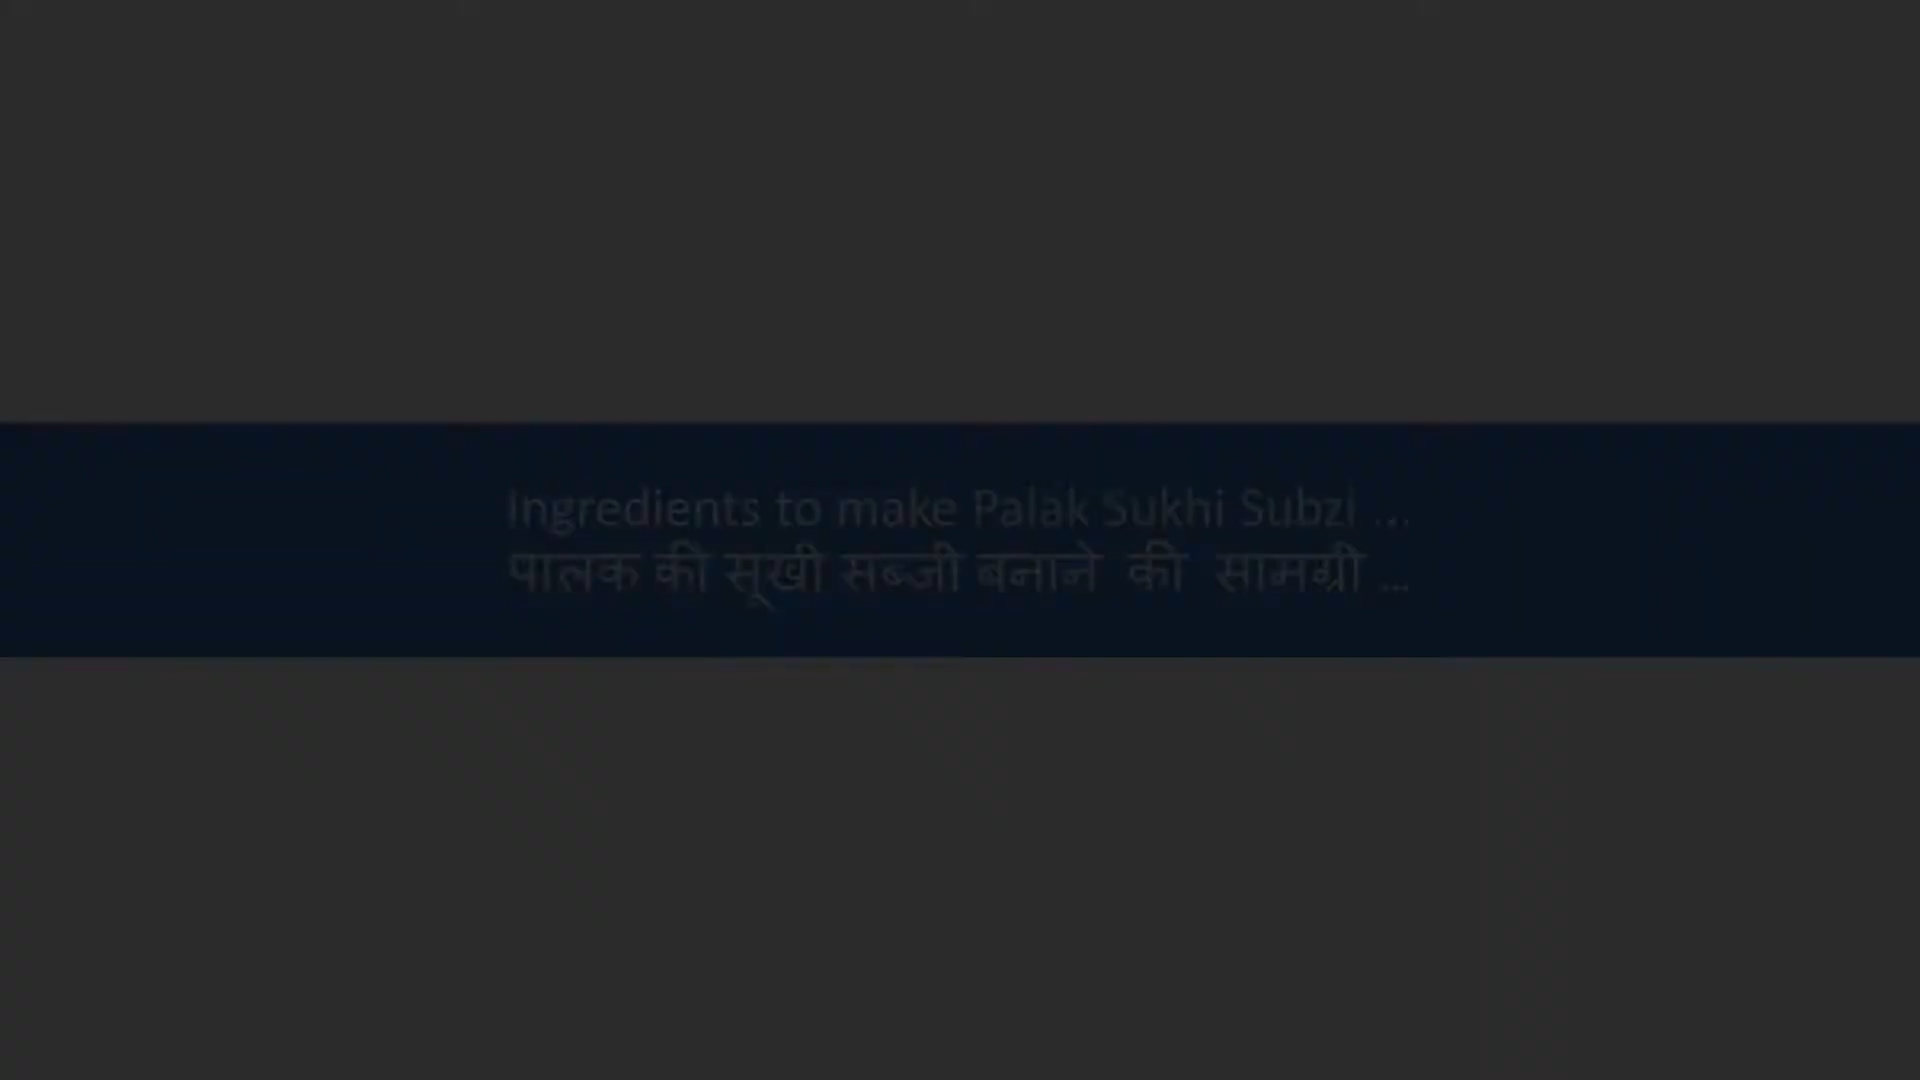 Ingredients to make Palak Sukhi Subzi ...
पालक की सूखी सब्जी बनाने की सामग्री ...